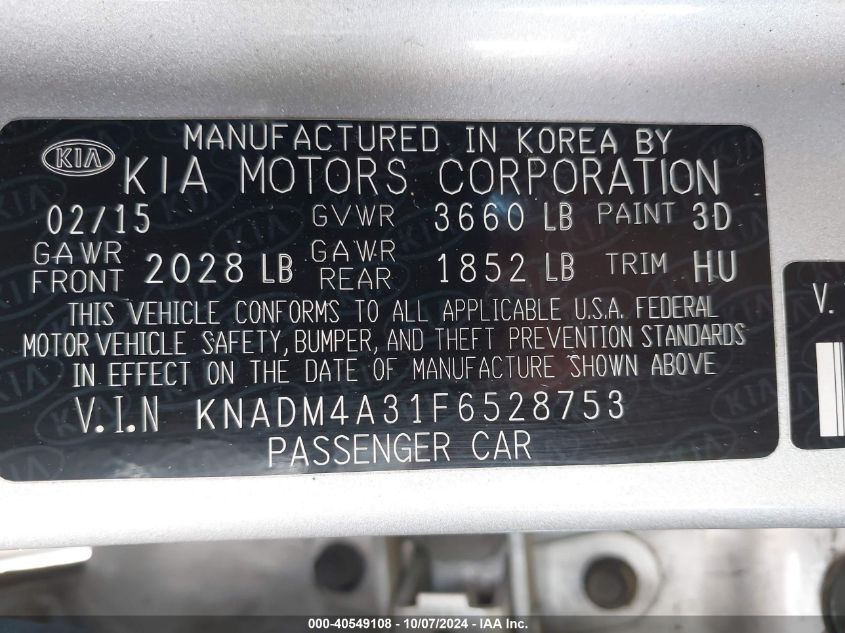 MANUFACTURED IN KOREA BY
KIA KIA MOTORS CORPORATION
02/15 GVWR 3660 LB PAINT 3D
GAWR FRONT 2028 LB GAWR REAR 1852 LB TRIM HU
THIS VEHICLE CONFORMS TO ALL APPLICABLE U.S.A. FEDERAL
MOTOR VEHICLE SAFETY, BUMPER, AND THEFT PREVENTION STANDARDS
IN EFFECT ON THE DATE OF MANUFACTURE SHOWN ABOVE
V.I.N KNADM4A31F6528753
PASSENGER CAR
V.
000-40549108 - 10/07/2024 - IAA Inc.